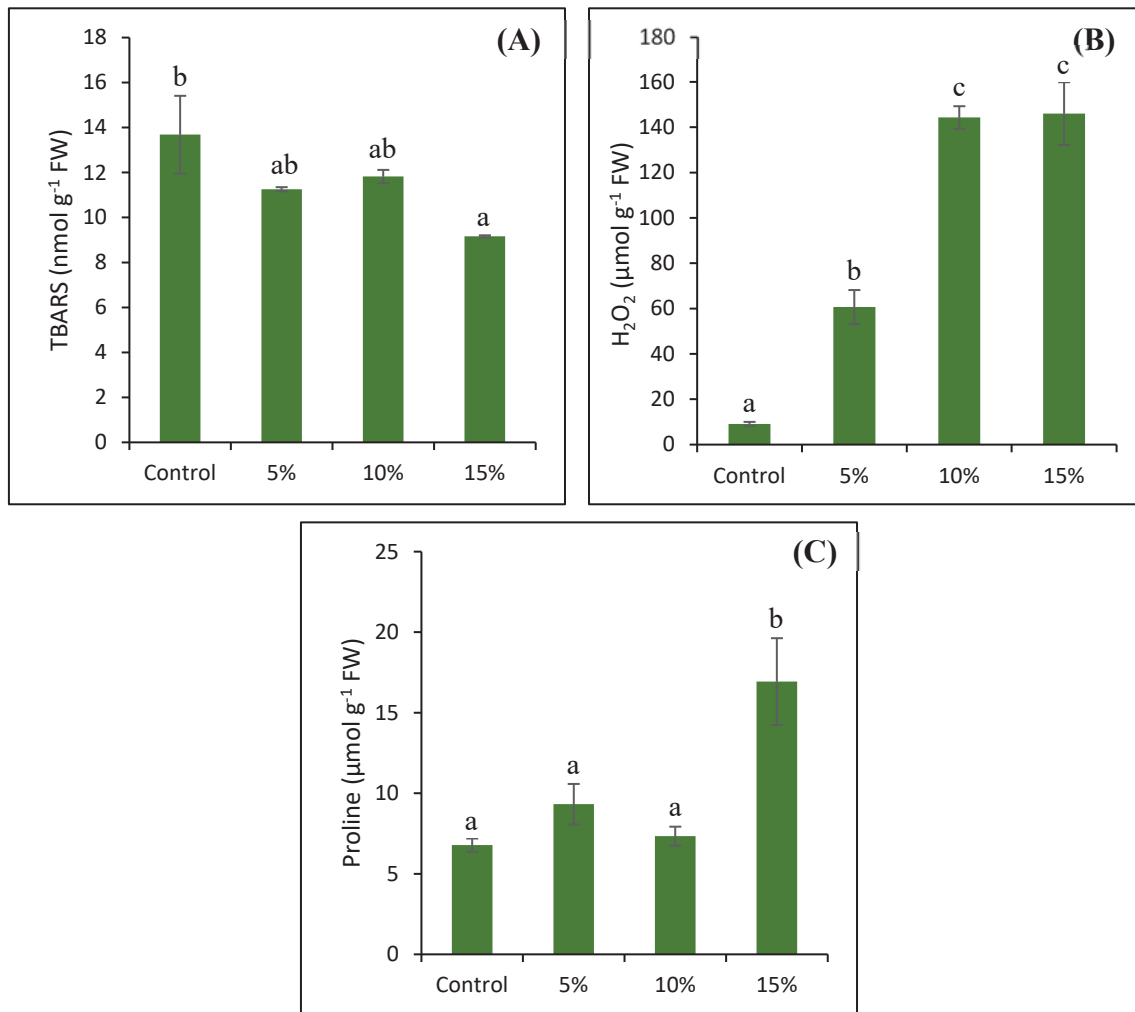 (A)
TBARS (nmol g⁻¹ FW)
18
16
14
12
10
8
6
4
2
0
b
ab
ab
a
Control 5% 10% 15%
(B)
H₂O₂ (µmol g⁻¹ FW)
180
160
140
120
100
80
60
40
20
0
a
b
c
c
Control 5% 10% 15%
(C)
Proline (µmol g⁻¹ FW)
25
20
15
10
5
0
a
a
a
b
Control 5% 10% 15%